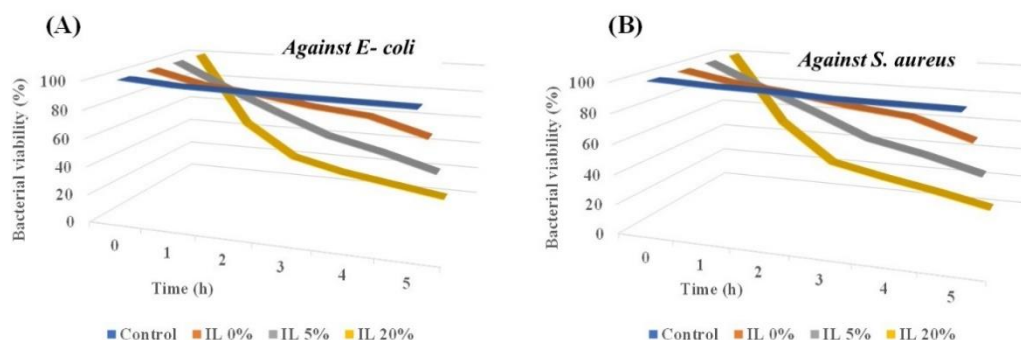 (A)
Against E- coli
Bacterial viability (%)
100
80
60
40
20
0
0 1 2 3 4 5
Time (h)
Control IL 0% IL 5% IL 20%
(B)
Against S. aureus
Bacterial viability (%)
100
80
60
40
20
0
0 1 2 3 4 5
Time (h)
Control IL 0% IL 5% IL 20%